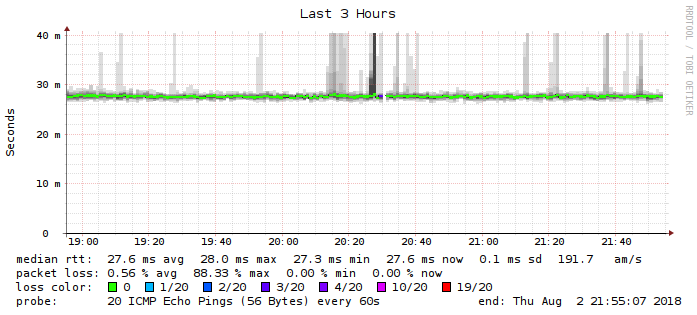 Last 3 Hours
RRDTOOL / TOBI OETIKER
Seconds
40 m
30 m
20 m
10 m
0
19:00 19:20 19:40 20:00 20:20 20:40 21:00 21:20 21:40
median rtt: 27.6 ms avg 28.0 ms max 27.3 ms min 27.6 ms now 0.1 ms sd 191.7 am/s
packet loss: 0.56 % avg 88.33 % max 0.00 % min 0.00 % now
loss color: 0 1/20 2/20 3/20 4/20 10/20 19/20
probe: 20 ICMP Echo Pings (56 Bytes) every 60s end: Thu Aug 2 21:55:07 2018